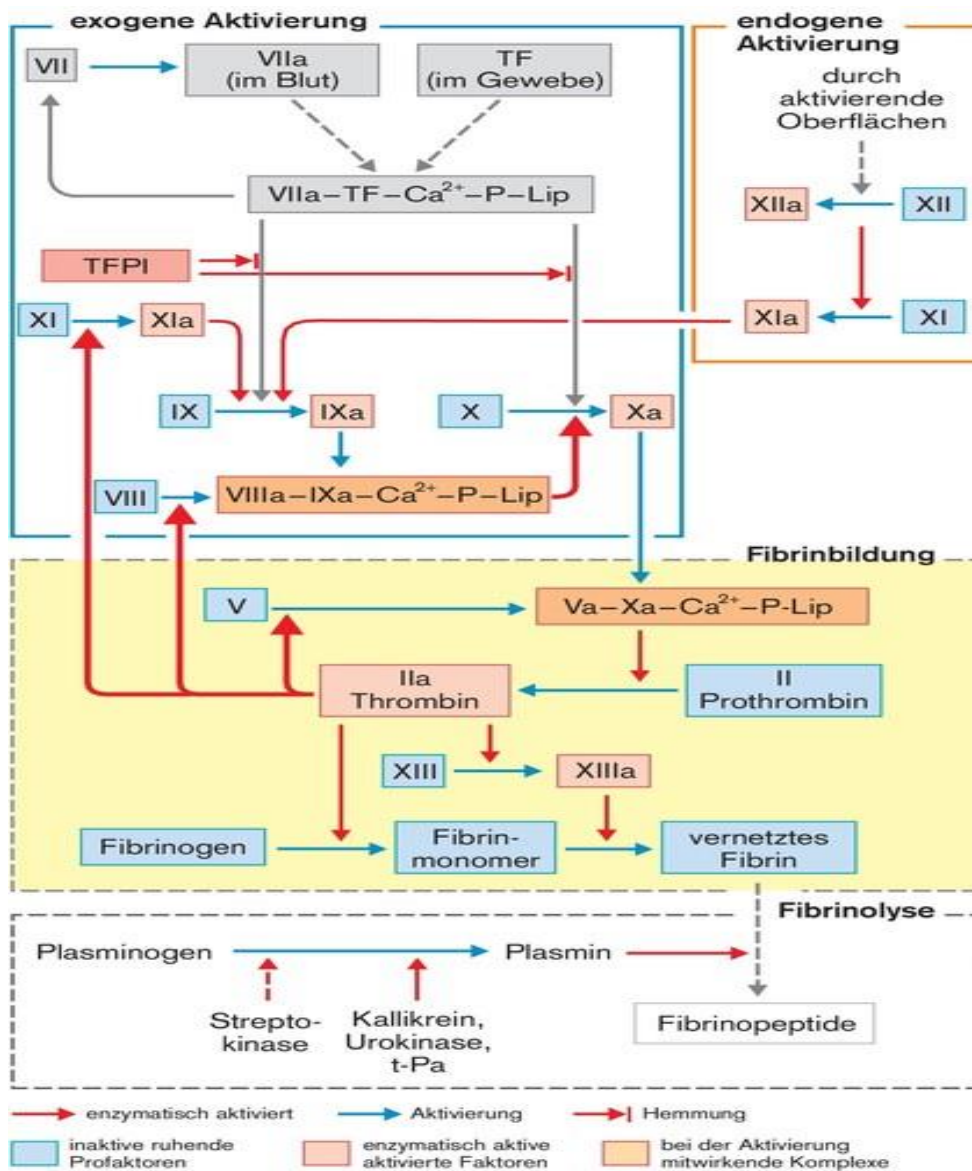 exogene Aktivierung
endogene
Aktivierung
VII
VIIa
(im Blut)
TF
(im Gewebe)
durch
aktivierende
Oberflächen
VIIa–TF–Ca²⁺–P–Lip
XIIa
XII
TFPI
XI
XIa
XIa
XI
IX
IXa
X
Xa
VIII
VIIIa–IXa–Ca²⁺–P–Lip
Fibrinbildung
V
Va–Xa–Ca²⁺–P-Lip
IIa
Thrombin
II
Prothrombin
XIII
XIIIa
Fibrinogen
Fibrin-
monomer
vernetztes
Fibrin
Fibrinolyse
Plasminogen
Plasmin
Strepto-
kinase
Kallikrein,
Urokinase,
t-Pa
Fibrinopeptide
enzymatisch aktiviert
Aktivierung
Hemmung
inaktive ruhende
Profaktoren
enzymatisch aktive
aktivierte Faktoren
bei der Aktivierung
mitwirkende Komplexe